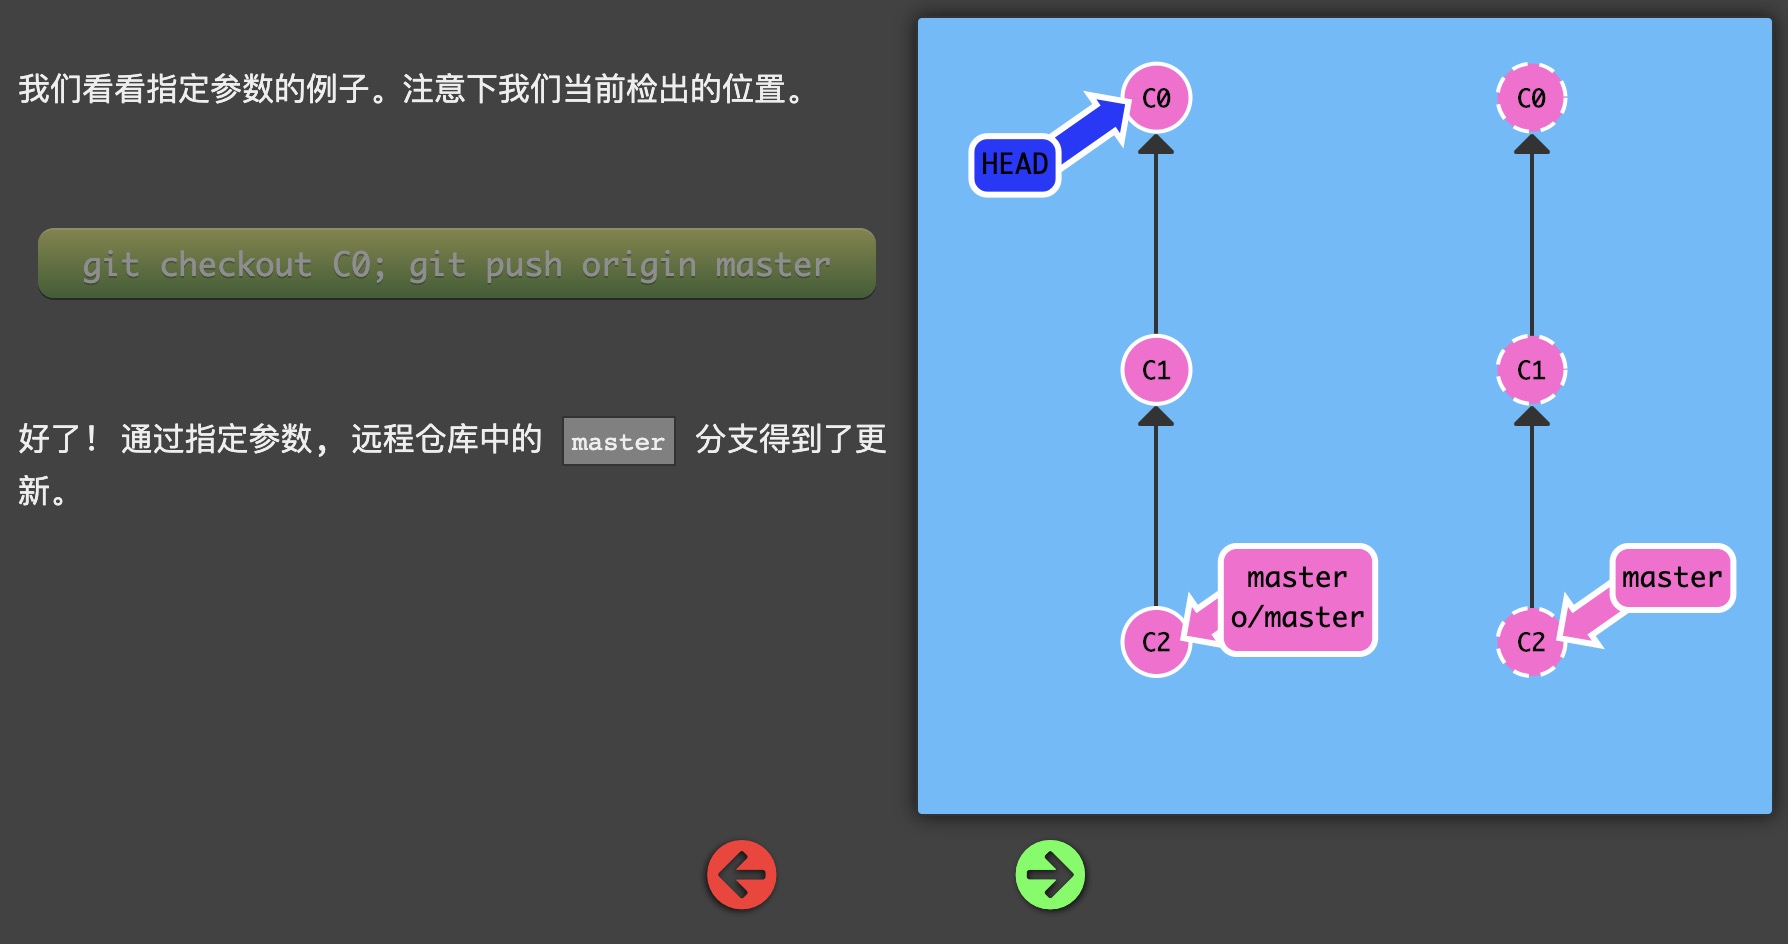 我们看看指定参数的例子。注意下我们当前检出的位置。
git checkout C0; git push origin master
好了！通过指定参数，远程仓库中的 master 分支得到了更
新。
C0
C0
HEAD
C1
C1
master
o/master
master
C2
C2